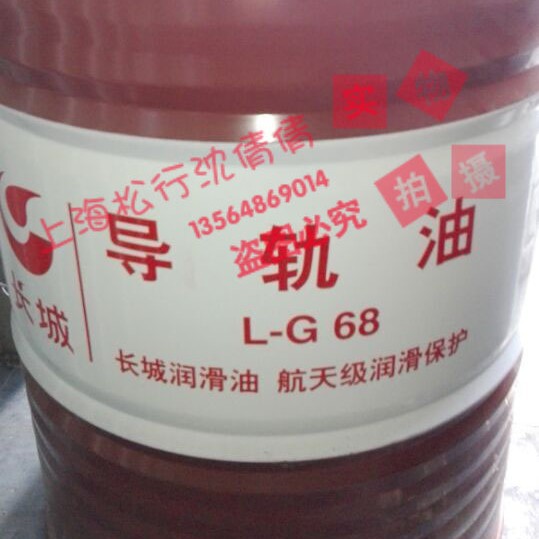 实物
拍摄
上海松行沈倩倩
13564869014
盗图必究
长城
导轨油
L-G 68
长城润滑油 航天级润滑保护